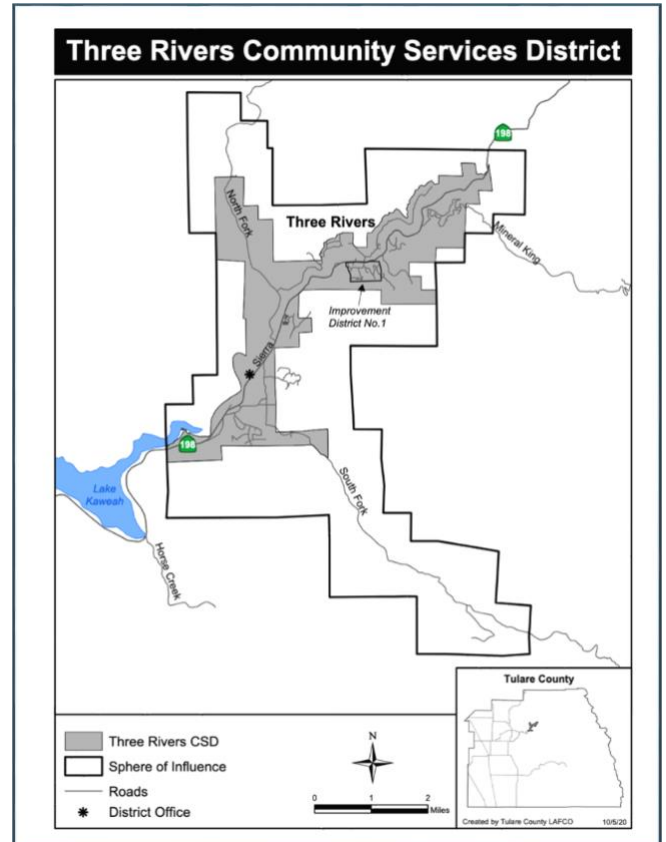 Three Rivers Community Services District
198
North Fork
Three Rivers
Mineral King
Improvement
District No.1
Sierra
198
Lake
Kaweah
South Fork
Horse Creek
Tulare County
Three Rivers CSD
Sphere of Influence
Roads
District Office
N
0 1 2
Miles
Created by Tulare County LAFCO 10/5/20